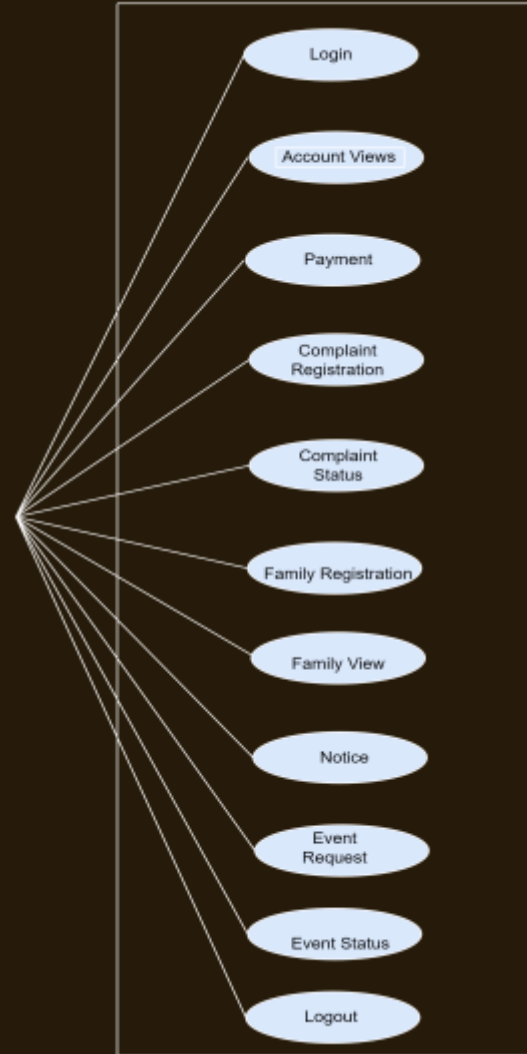 Login
Account Views
Payment
Complaint
Registration
Complaint
Status
Family Registration
Family View
Notice
Event
Request
Event Status
Logout